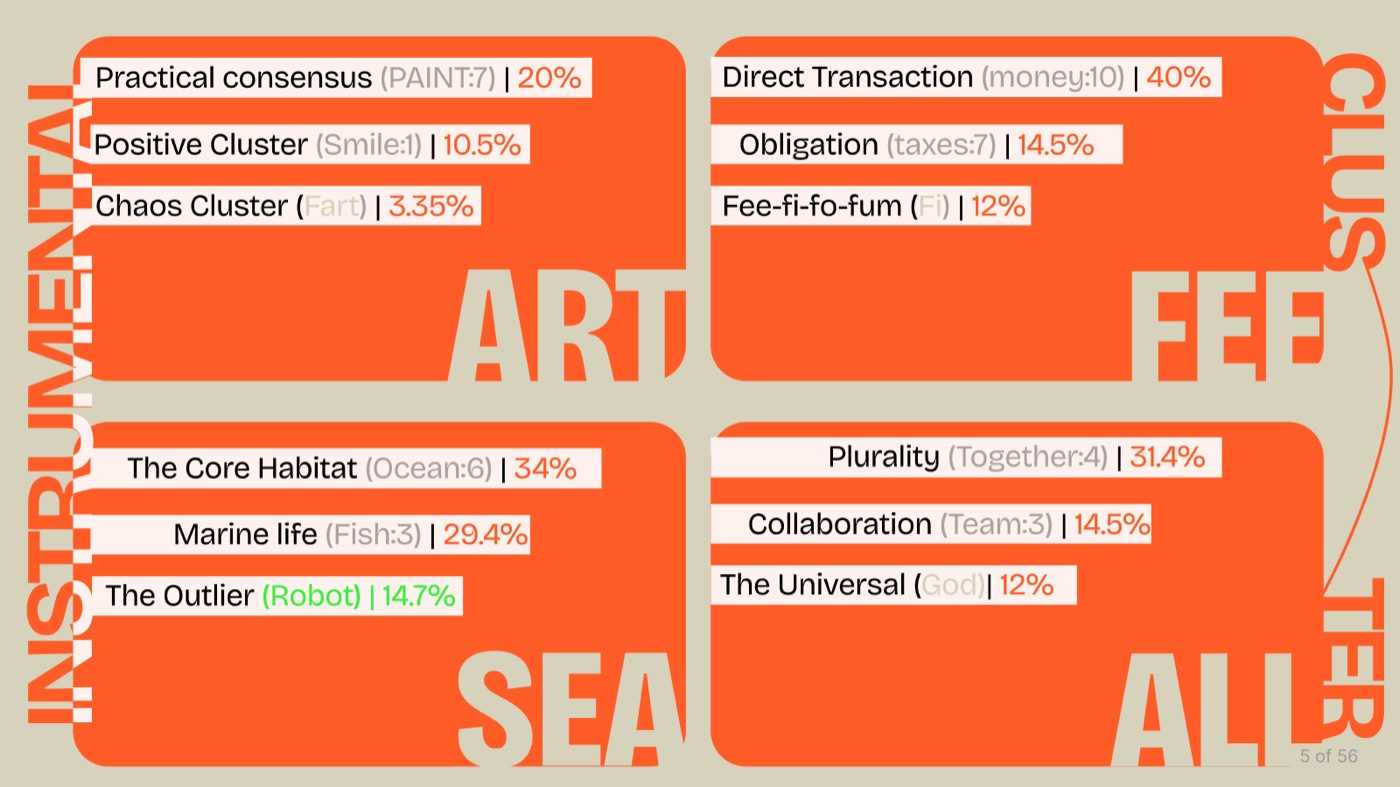 INSTRUMENTAL
Practical consensus (PAINT:7) | 20%
Positive Cluster (Smile:1) | 10.5%
Chaos Cluster (Fart) | 3.35%
ART
Direct Transaction (money:10) | 40%
Obligation (taxes:7) | 14.5%
Fee-fi-fo-fum (Fi) | 12%
FEE
The Core Habitat (Ocean:6) | 34%
Marine life (Fish:3) | 29.4%
The Outlier (Robot) | 14.7%
SEA
Plurality (Together:4) | 31.4%
Collaboration (Team:3) | 14.5%
The Universal (God)| 12%
ALL
CLUS
TER
5 of 56